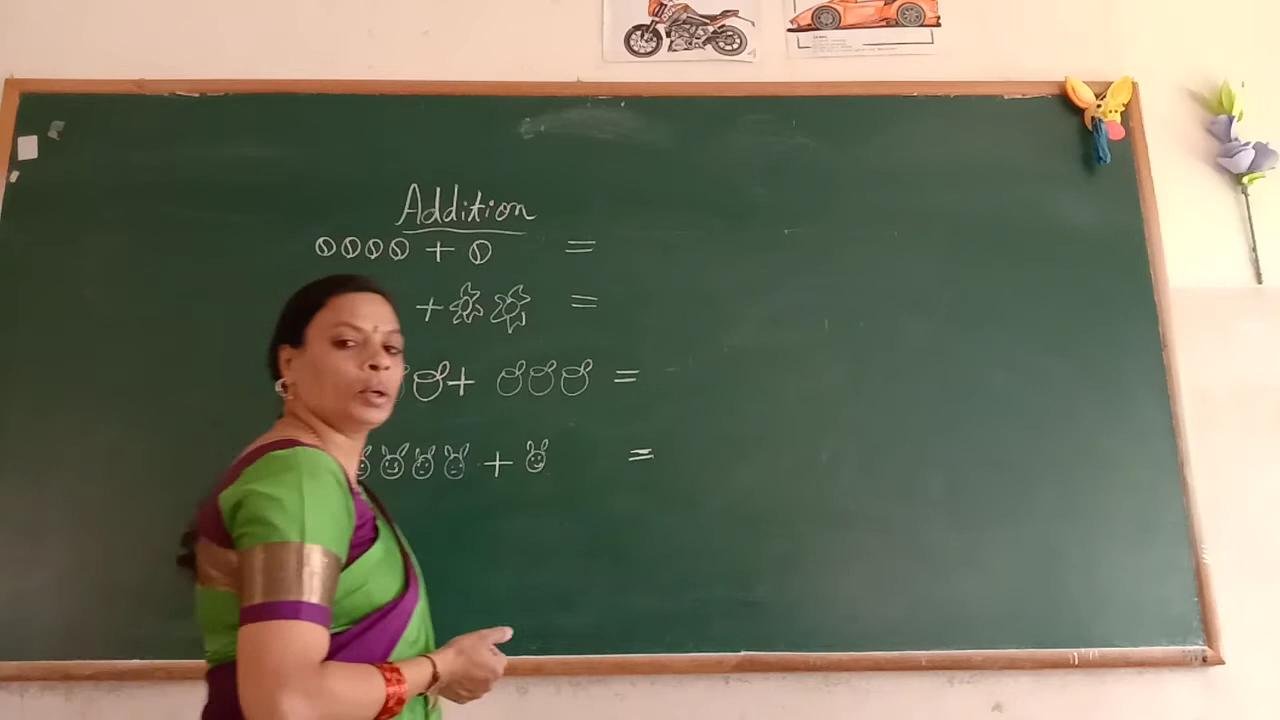 Addition
+ =
+ =
+ =
+ =